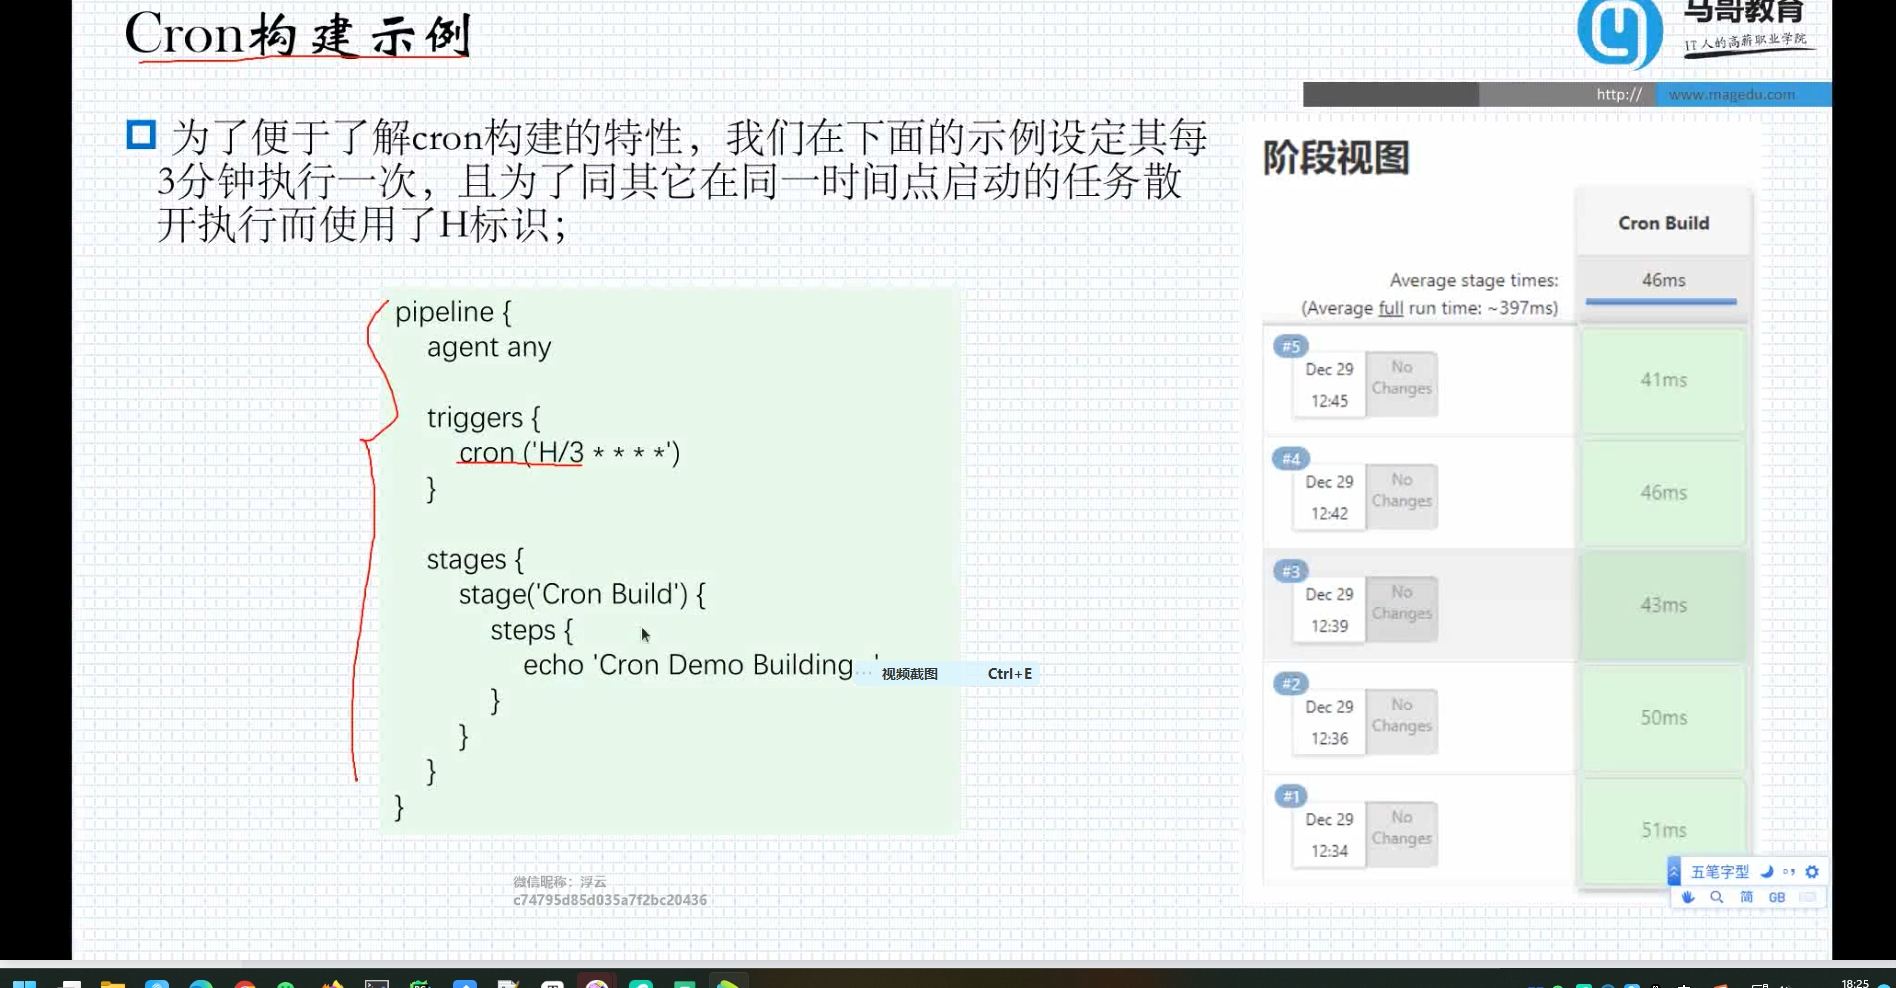 Cron构建示例
马哥教育
IT人的高薪职业学院
http://
www.magedu.com
为了便于了解cron构建的特性，我们在下面的示例设定其每
3分钟执行一次，且为了同其它在同一时间点启动的任务散
开执行而使用了H标识；
pipeline {
agent any
triggers {
cron ('H/3 * * * *')
}
stages {
stage('Cron Build') {
steps {
echo 'Cron Demo Building...'
}
}
}
}
视频截图 Ctrl+E
微信昵称：浮云
c74795d85d035a7f2bc20436
阶段视图
Cron Build
Average stage times:
46ms
(Average full run time: ~397ms)
#5
Dec 29
12:45
No
Changes
41ms
#4
Dec 29
12:42
No
Changes
46ms
#3
Dec 29
12:39
No
Changes
43ms
#2
Dec 29
12:36
No
Changes
50ms
#1
Dec 29
12:34
No
Changes
51ms
五笔字型
简 GB
18:25